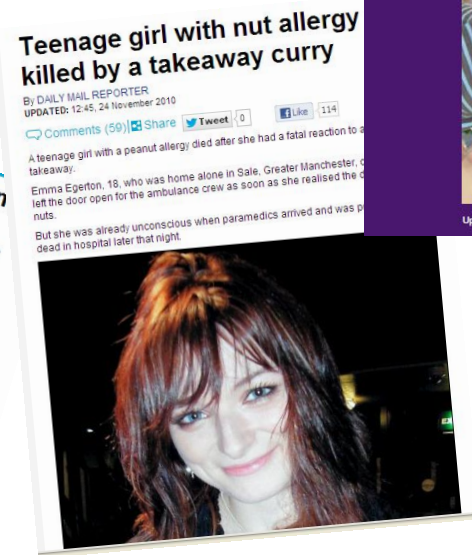 Teenage girl with nut allergy
killed by a takeaway curry
By DAILY MAIL REPORTER
UPDATED: 12:45, 24 November 2010
Comments (59) Share Tweet 0 Like 114
A teenage girl with a peanut allergy died after she had a fatal reaction to a
takeaway.
Emma Egerton, 18, who was home alone in Sale, Greater Manchester,
left the door open for the ambulance crew as soon as she realised the
nuts.
But she was already unconscious when paramedics arrived and was
dead in hospital later that night.